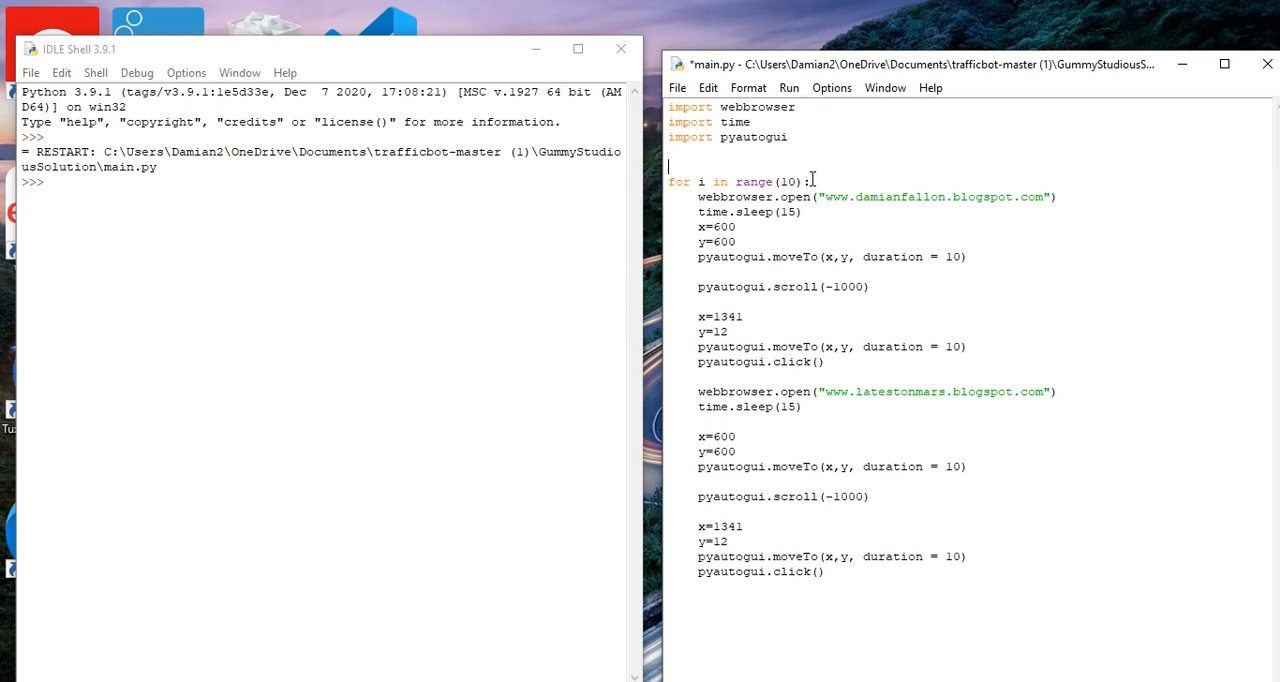 IDLE Shell 3.9.1
File Edit Shell Debug Options Window Help
Python 3.9.1 (tags/v3.9.1:1e5d33e, Dec  7 2020, 17:08:21) [MSC v.1927 64 bit (AM
D64)] on win32
Type "help", "copyright", "credits" or "license()" for more information.
>>>
= RESTART: C:\Users\Damian2\OneDrive\Documents\trafficbot-master (1)\GummyStudio
usSolution\main.py
>>>
*main.py - C:\Users\Damian2\OneDrive\Documents\trafficbot-master (1)\GummyStudiousS...
File Edit Format Run Options Window Help
import webbrowser
import time
import pyautogui
for i in range(10):
    webbrowser.open("www.damianfallon.blogspot.com")
    time.sleep(15)
    x=600
    y=600
    pyautogui.moveTo(x,y, duration = 10)
    pyautogui.scroll(-1000)
    x=1341
    y=12
    pyautogui.moveTo(x,y, duration = 10)
    pyautogui.click()
    webbrowser.open("www.latestonmars.blogspot.com")
    time.sleep(15)
    x=600
    y=600
    pyautogui.moveTo(x,y, duration = 10)
    pyautogui.scroll(-1000)
    x=1341
    y=12
    pyautogui.moveTo(x,y, duration = 10)
    pyautogui.click()